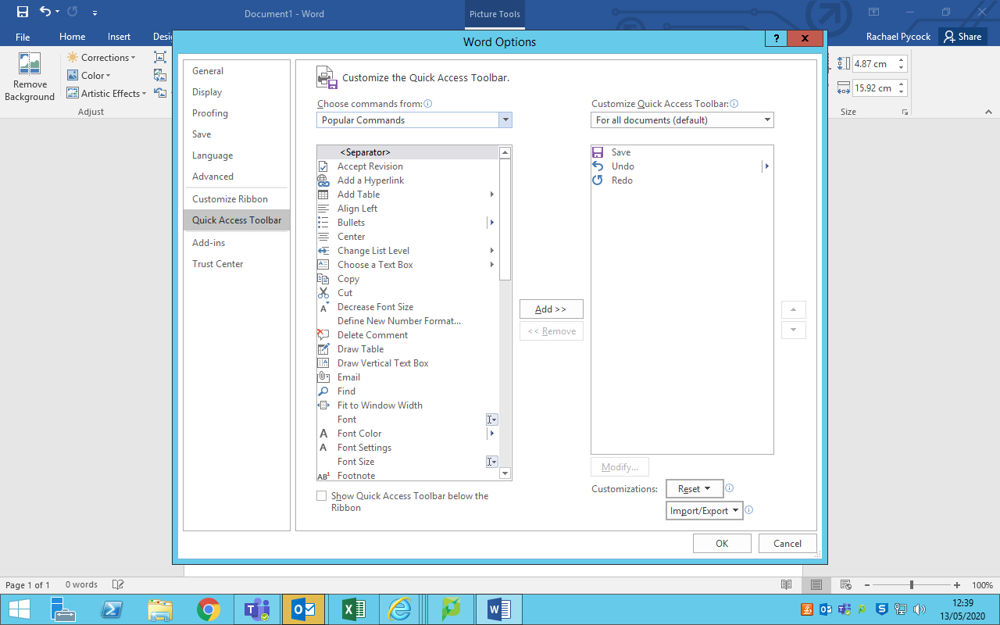 Document1 - Word
Picture Tools
File Home Insert Desig
Rachael Pycock Share
Word Options
?
Remove
Background
Corrections
Color
Artistic Effects
Adjust
4.87 cm
15.92 cm
Size
General
Display
Proofing
Save
Language
Advanced
Customize Ribbon
Quick Access Toolbar
Add-ins
Trust Center
Customize the Quick Access Toolbar.
Choose commands from:
Popular Commands
<Separator>
Accept Revision
Add a Hyperlink
Add Table
Align Left
Bullets
Center
Change List Level
Choose a Text Box
Copy
Cut
Decrease Font Size
Define New Number Format...
Delete Comment
Draw Table
Draw Vertical Text Box
Email
Find
Fit to Window Width
Font
Font Color
Font Settings
Font Size
Footnote
Show Quick Access Toolbar below the
Ribbon
Add >>
<< Remove
Customize Quick Access Toolbar:
For all documents (default)
Save
Undo
Redo
Modify...
Customizations: Reset
Import/Export
OK Cancel
Page 1 of 1 0 words
100%
12:39
13/05/2020